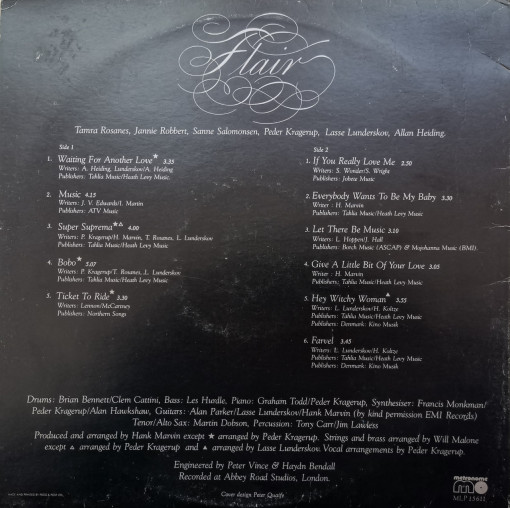 Flair
Tamra Rosanes, Jannie Robbert, Sanne Salomonsen, Peder Kragerup, Lasse Lunderskov, Allan Heiding.
Side 1
1. Waiting For Another Love★ 3.35
Writers: A. Heiding, Lunderskov/A. Heiding
Publishers: Tahlia Music/Heath Levy Music.
2. Music 4.15
Writers: J. V. Edwards/I. Martin
Publishers: ATV Music
3. Super Suprema★△ 4.00
Writers: P. Kragerup/H. Marvin, T. Rosanes, L. Lunderskov
Publishers: Tahlia Music/Heath Levy Music
4. Bobo★ 5.07
Writers: P. Kragerup/T. Rosanes, L. Lunderskov
Publishers: Tahlia Music/Heath Levy Music
5. Ticket To Ride★ 3.30
Writers: Lennon/McCartney
Publishers: Northern Songs
Side 2
1. If You Really Love Me 2.50
Writers: S. Wonder/S. Wright
Publishers: Jobete Music
2. Everybody Wants To Be My Baby 3.30
Writer : H. Marvin
Publishers: Tahlia Music/Heath Levy Music
3. Let There Be Music 3.10
Writers: L. Hoppen/J. Hall
Publishers: Borch Music (ASCAP) & Mojohanna Music (BMI)
4. Give A Little Bit Of Your Love 3.05
Writer : H. Marvin
Publishers: Tahlia Music/Heath Levy Music
5. Hey Witchy Woman▲ 3.55
Writers: L. Lunderskov/H. Koltze
Publishers: Tahlia Music/Heath Levy Music
Publishers: Denmark: Kino Musik
6. Farvel 3.45
Writers: L. Lunderskov/H. Koltze
Publishers: Tahlia Music/Heath Levy Music
Publishers: Denmark: Kino Musik
Drums: Brian Bennett/Clem Cattini, Bass: Les Hurdle, Piano: Graham Todd/Peder Kragerup, Synthesiser: Francis Monkman/
Peder Kragerup/Alan Hawkshaw, Guitars: Alan Parker/Lasse Lunderskov/Hank Marvin (by kind permission EMI Records)
Tenor/Alto Sax: Martin Dobson, Percussion: Tony Carr/Jim Lawless
Produced and arranged by Hank Marvin except ★ arranged by Peder Kragerup. Strings and brass arranged by Will Malone
except △ arranged by Peder Kragerup and ▲ arranged by Lasse Lunderskov. Vocal arrangements by Peder Kragerup.
Engineered by Peter Vince & Haydn Bendall
Recorded at Abbey Road Studios, London.
Cover design Peter Quaife
metronome
MLP 15611